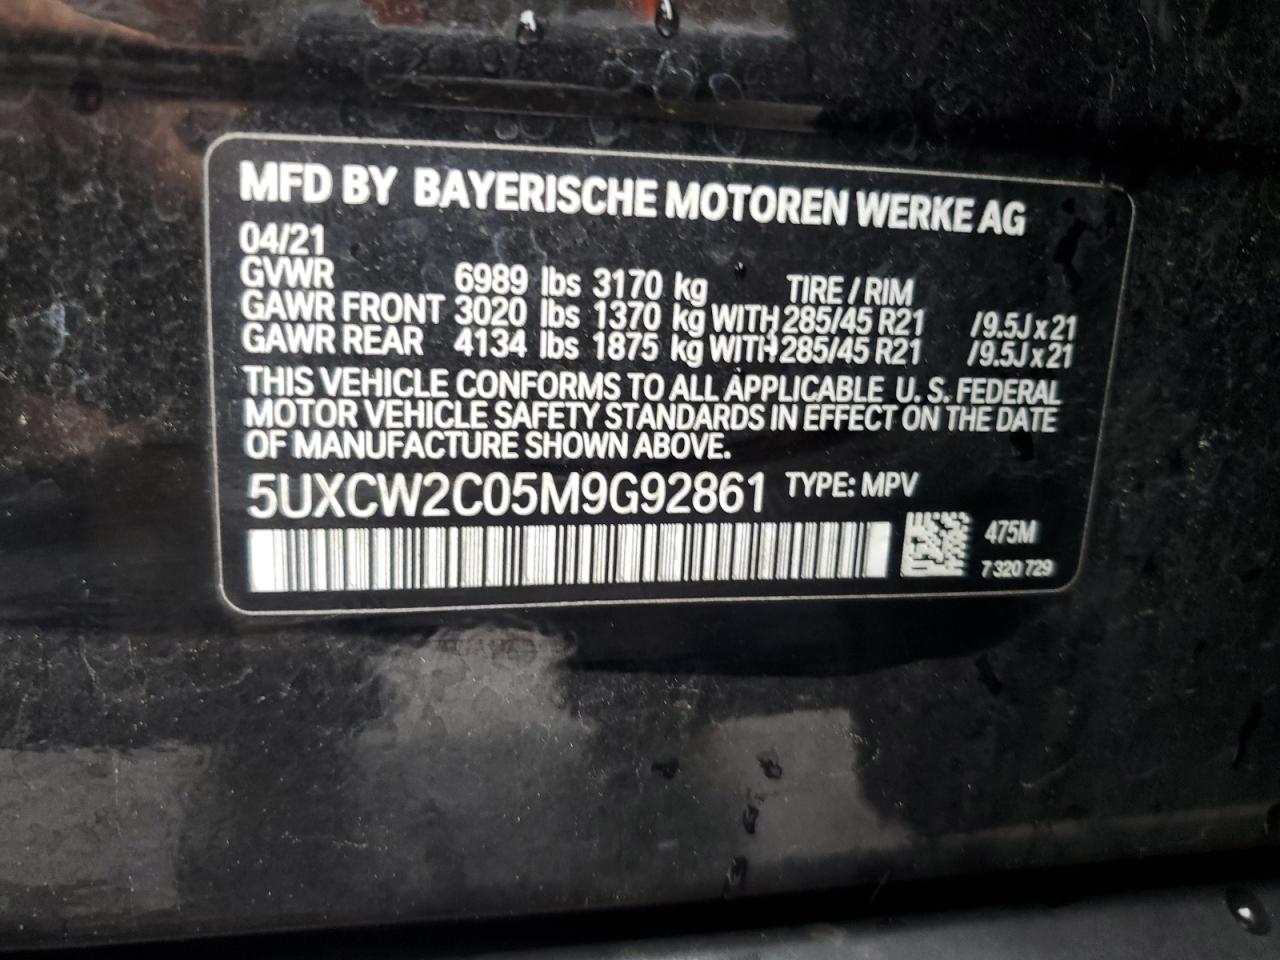 MFD BY BAYERISCHE MOTOREN WERKE AG
04/21
GVWR 6989 lbs 3170 kg TIRE / RIM
GAWR FRONT 3020 lbs 1370 kg WITH 285/45 R21 /9.5J x 21
GAWR REAR 4134 lbs 1875 kg WITH 285/45 R21 /9.5J x 21
THIS VEHICLE CONFORMS TO ALL APPLICABLE U. S. FEDERAL
MOTOR VEHICLE SAFETY STANDARDS IN EFFECT ON THE DATE
OF MANUFACTURE SHOWN ABOVE.
5UXCW2C05M9G92861 TYPE: MPV
475M
7 320 729